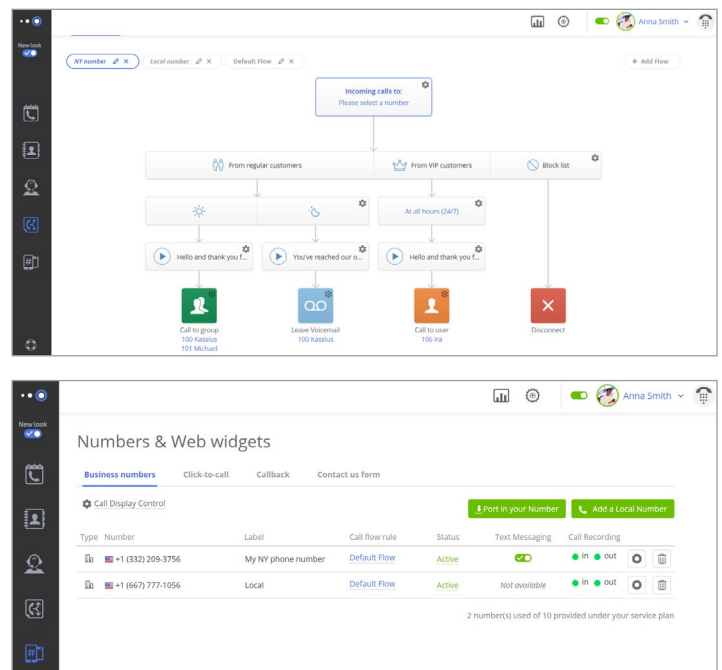 Anna Smith
New look
NY number
Local number
Default Flow
+ Add Flow
Incoming calls to:
Please select a number
From regular customers
From VIP customers
Block list
At all hours (24/7)
Hello and thank you f...
You've reached our o...
Hello and thank you f...
Call to group
100 Kassius
101 Michael
Leave Voicemail
100 Kassius
Call to user
106 Ira
Disconnect
Anna Smith
New look
Numbers & Web widgets
Business numbers Click-to-call Callback Contact us form
Call Display Control
Port in your Number Add a Local Number
Type Number Label Call flow rule Status Text Messaging Call Recording
+1 (332) 209-3756 My NY phone number Default Flow Active in out
+1 (667) 777-1056 Local Default Flow Active Not available in out
2 number(s) used of 10 provided under your service plan